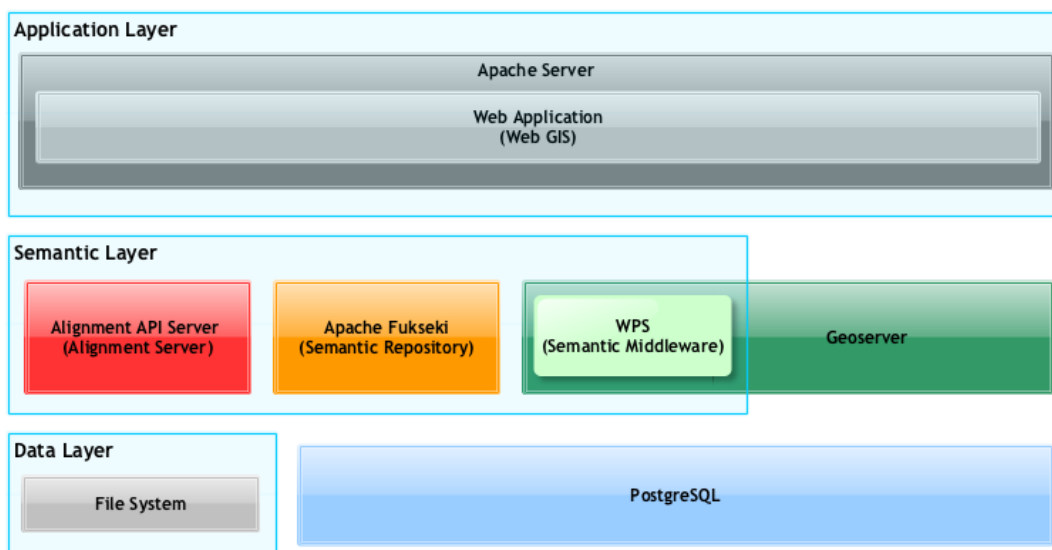 Application Layer
Apache Server
Web Application
(Web GIS)
Semantic Layer
Alignment API Server
(Alignment Server)
Apache Fukseki
(Semantic Repository)
WPS
(Semantic Middleware)
Geoserver
Data Layer
File System
PostgreSQL